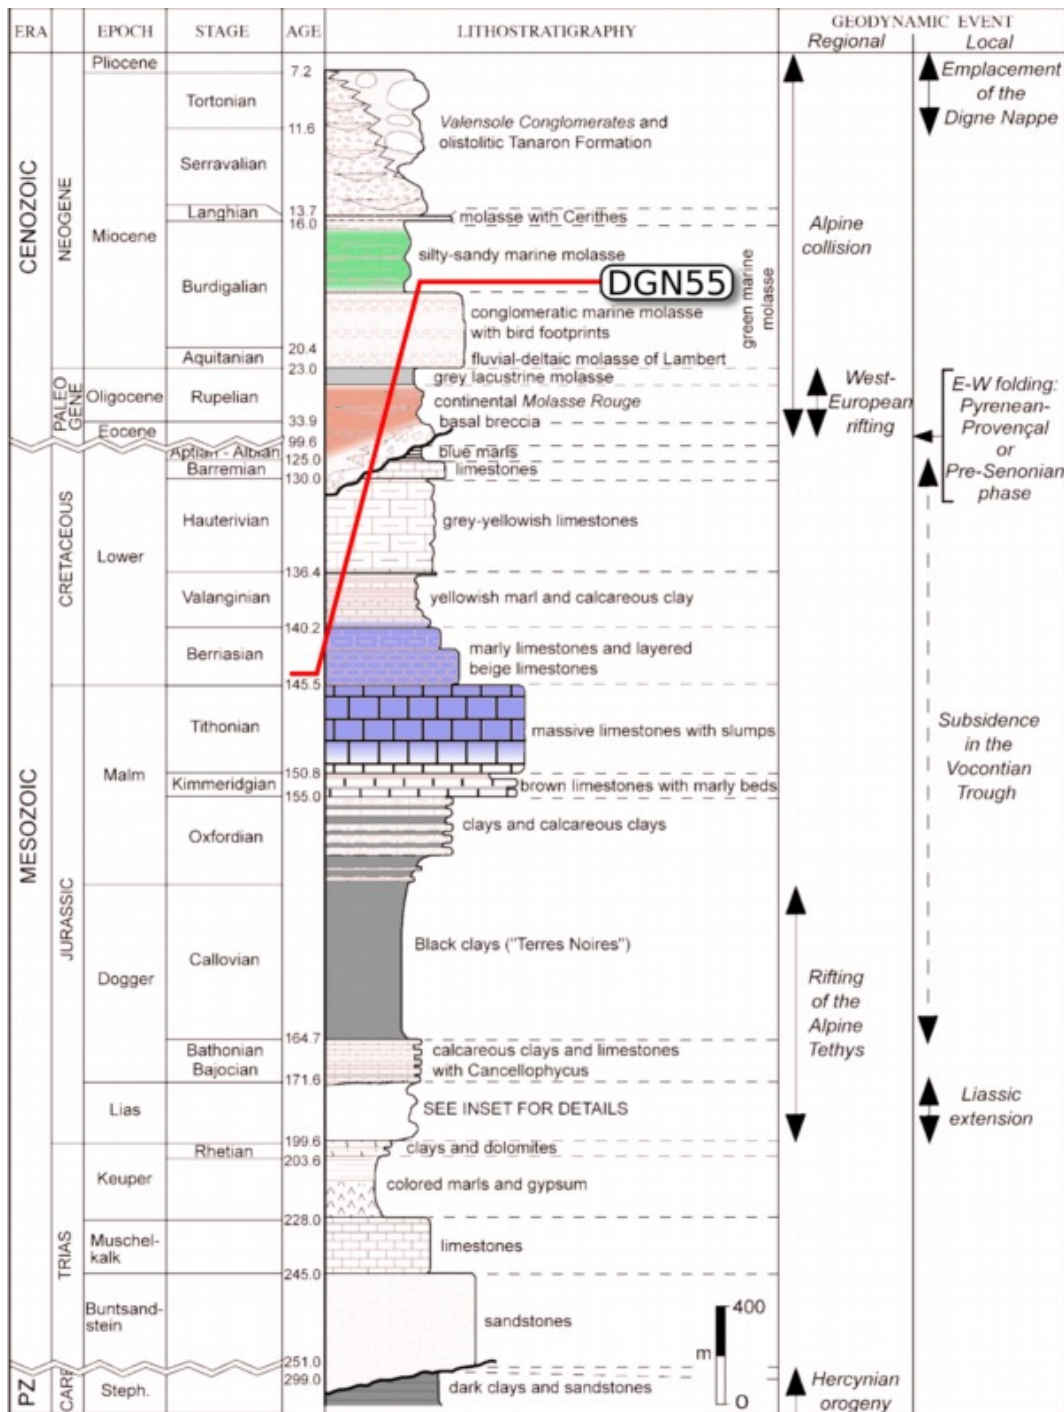 ERA
EPOCH
STAGE
AGE
LITHOSTRATIGRAPHY
GEODYNAMIC EVENT
Regional
Local
CENOZOIC
NEOGENE
Pliocene
7.2
Tortonian
11.6
Serravalian
13.7
Langhian
16.0
Miocene
Burdigalian
20.4
Aquitanian
23.0
PALEO
GENE
Oligocene
Rupelian
33.9
Eocene
99.6
MESOZOIC
CRETACEOUS
Lower
Aptian - Albian
125.0
Barremian
130.0
Hauterivian
136.4
Valanginian
140.2
Berriasian
145.5
JURASSIC
Malm
Tithonian
150.8
Kimmeridgian
155.0
Oxfordian
Dogger
Callovian
164.7
Bathonian
Bajocian
171.6
Lias
199.6
TRIAS
Rhetian
203.6
Keuper
228.0
Muschel-
kalk
245.0
Buntsand-
stein
251.0
299.0
PZ
CARB
Steph.
Valensole Conglomerates and
olistolitic Tanaron Formation
molasse with Cerithes
silty-sandy marine molasse
DGN55
green marine
molasse
conglomeratic marine molasse
with bird footprints
fluvial-deltaic molasse of Lambert
grey lacustrine molasse
continental Molasse Rouge
basal breccia
blue marls
limestones
grey-yellowish limestones
yellowish marl and calcareous clay
marly limestones and layered
beige limestones
massive limestones with slumps
brown limestones with marly beds
clays and calcareous clays
Black clays ("Terres Noires")
calcareous clays and limestones
with Cancellophycus
SEE INSET FOR DETAILS
clays and dolomites
colored marls and gypsum
limestones
sandstones
dark clays and sandstones
400
m
0
Alpine
collision
West-
European
rifting
Rifting
of the
Alpine
Tethys
Hercynian
orogeny
Emplacement
of the
Digne Nappe
E-W folding:
Pyrenean-
Provençal
or
Pre-Senonian
phase
Subsidence in
the
Vocontian
Trough
Liassic
extension